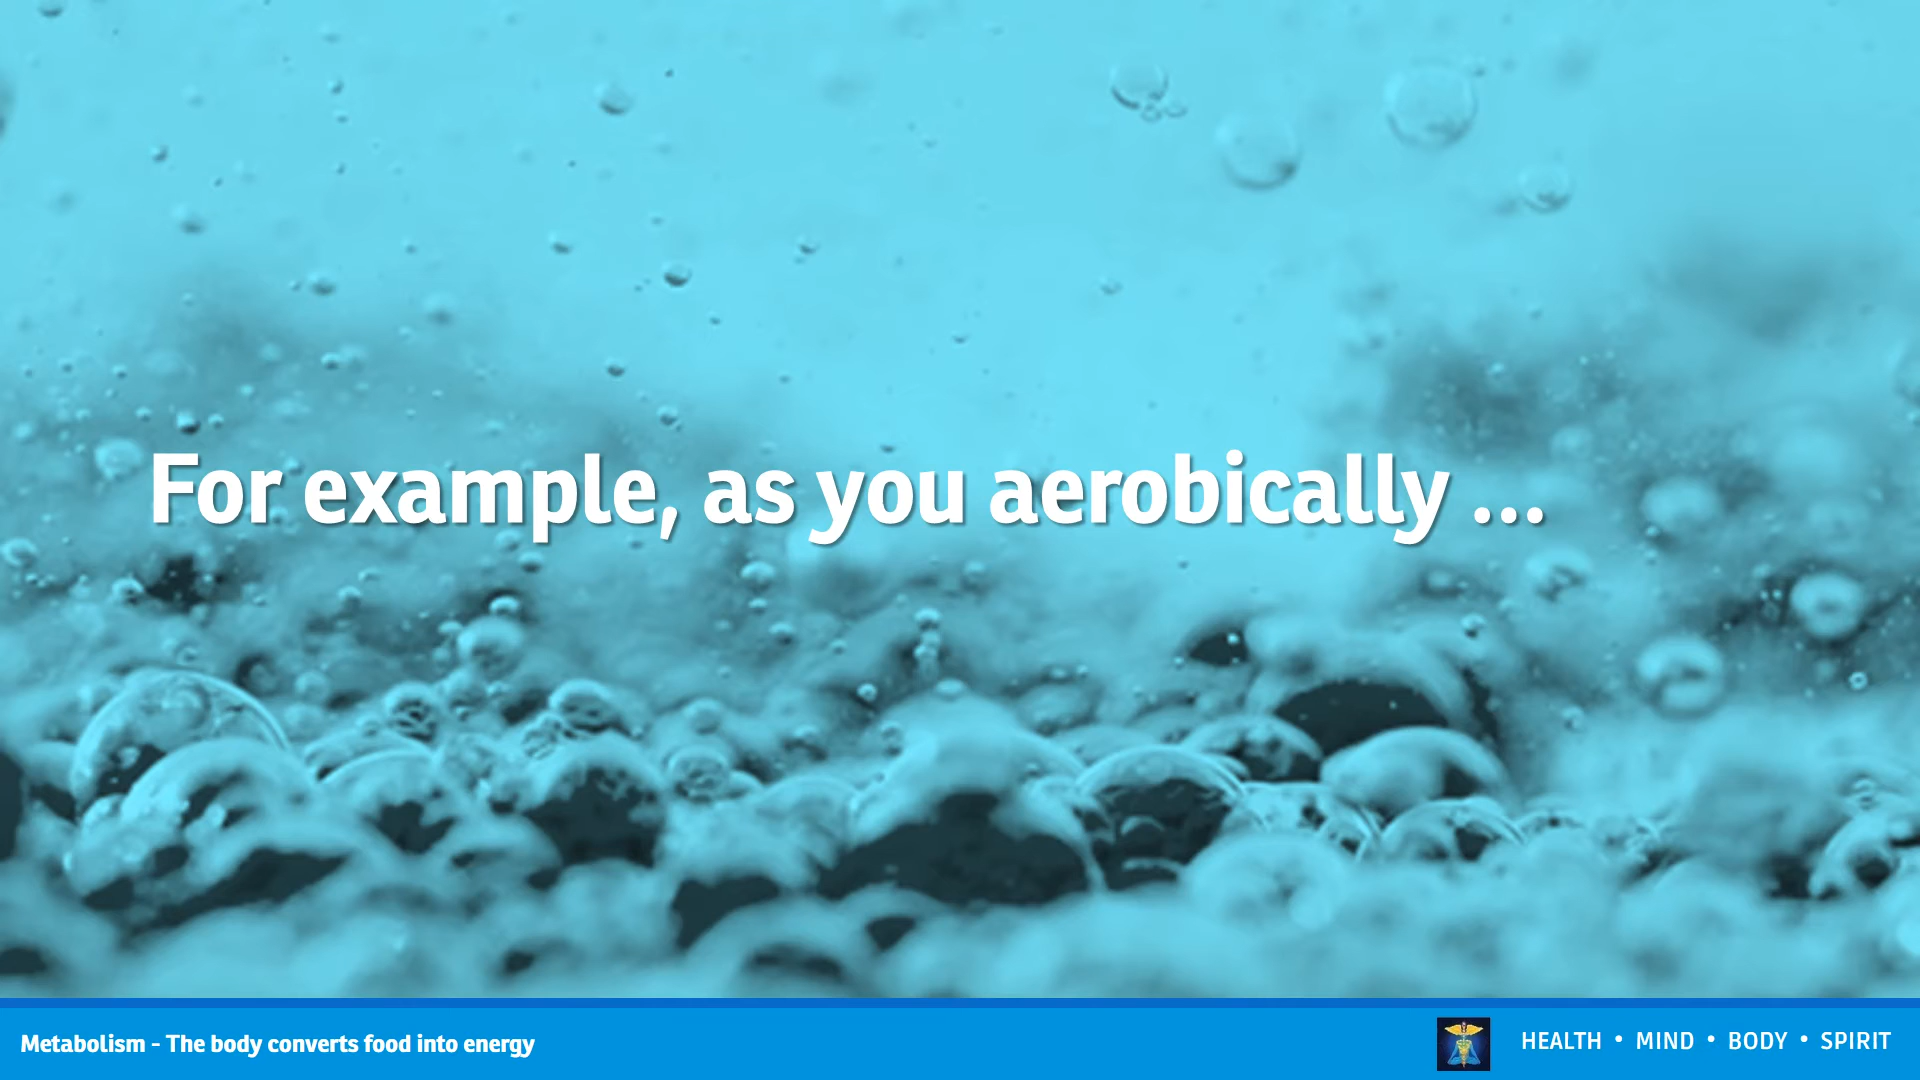 For example, as you aerobically ...
Metabolism - The body converts food into energy
HEALTH • MIND • BODY • SPIRIT